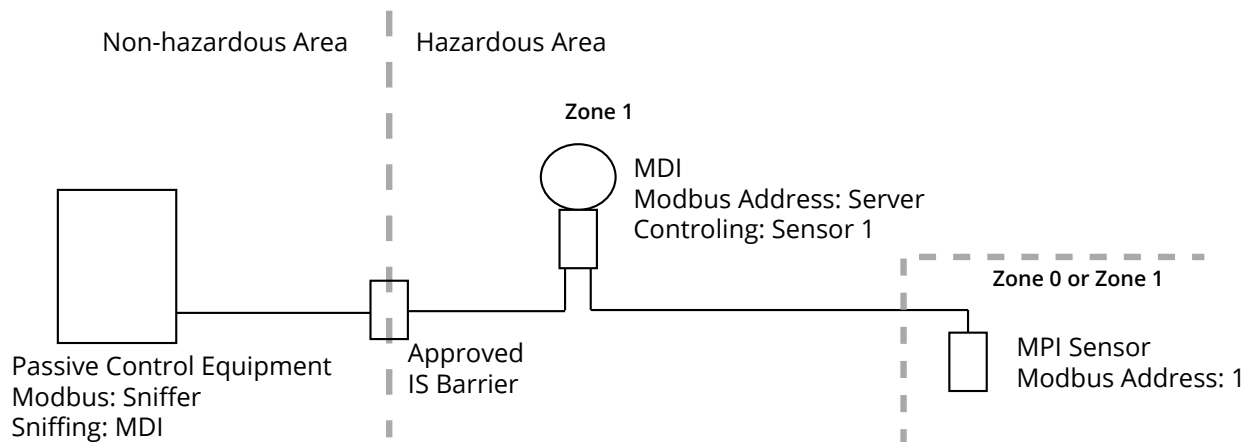 Non-hazardous Area
Hazardous Area
Zone 1
MDI
Modbus Address: Server
Controling: Sensor 1
Zone 0 or Zone 1
Passive Control Equipment
Modbus: Sniffer
Sniffing: MDI
Approved
IS Barrier
MPI Sensor
Modbus Address: 1